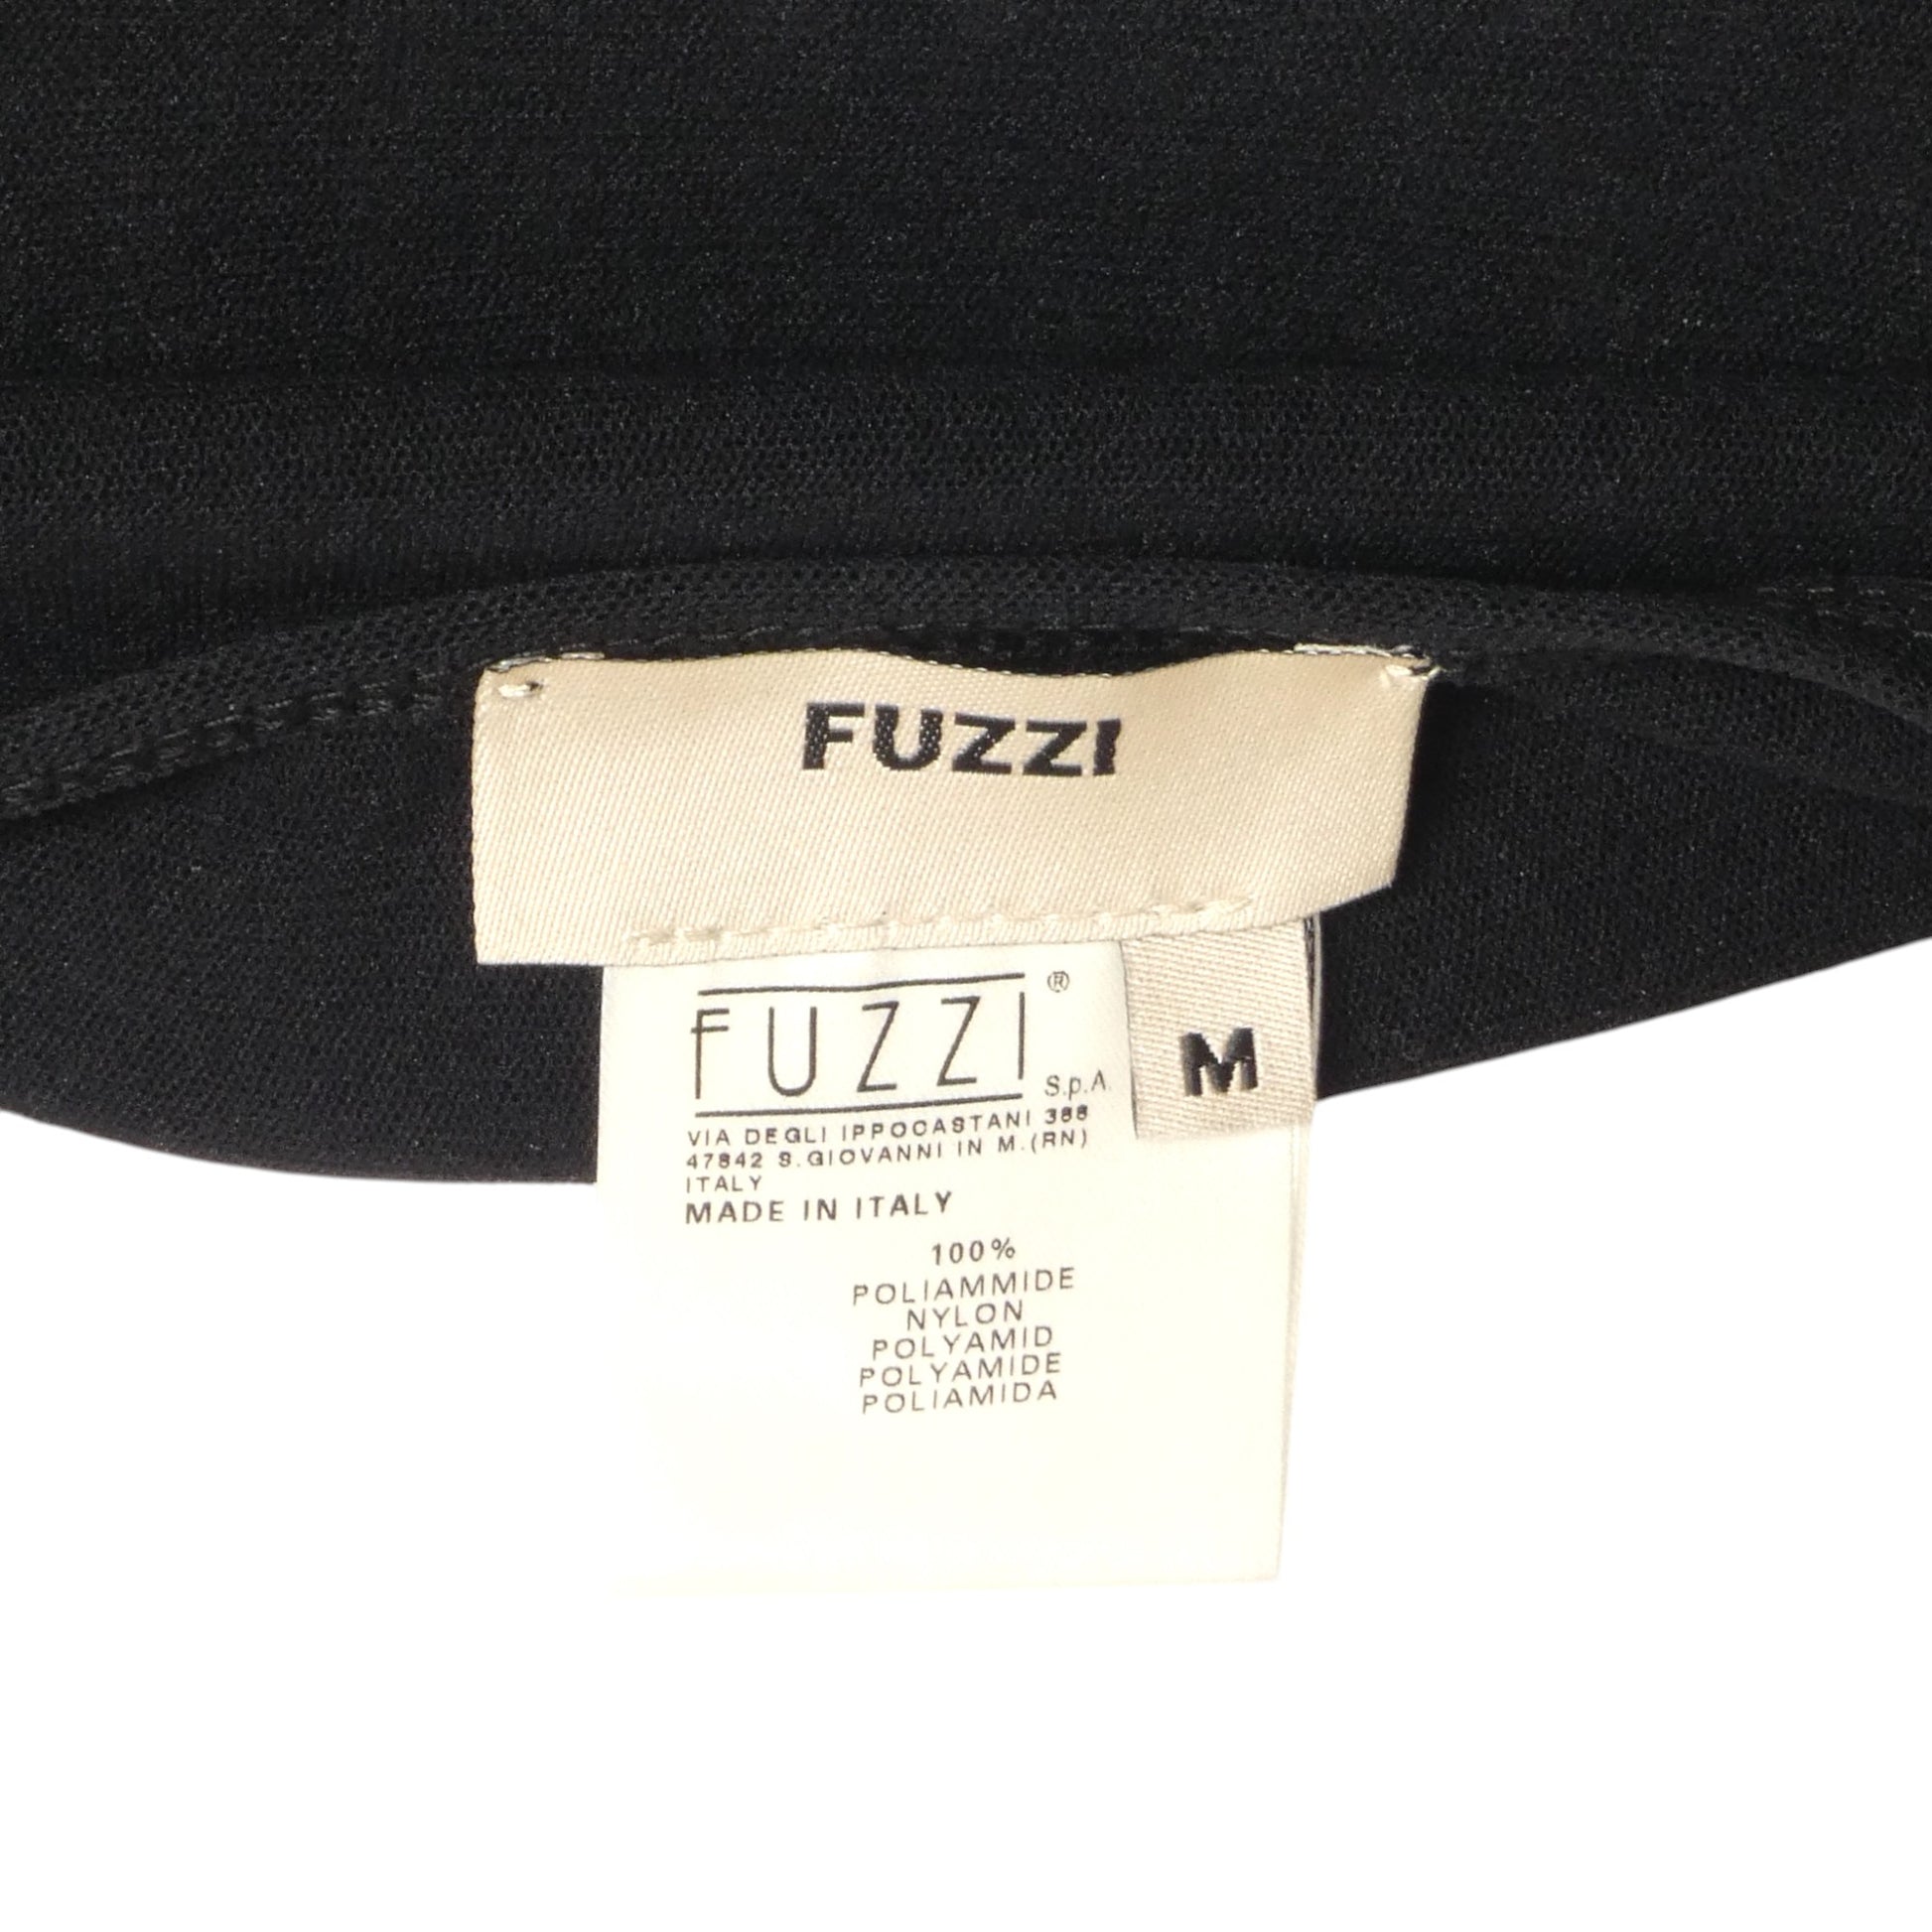 FUZZI
FUZZI®
S.p.A.
M
VIA DEGLI IPPOCASTANI 388
47842 S.GIOVANNI IN M.(RN)
ITALY
MADE IN ITALY
100%
POLIAMMIDE
NYLON
POLYAMID
POLYAMIDE
POLIAMIDA